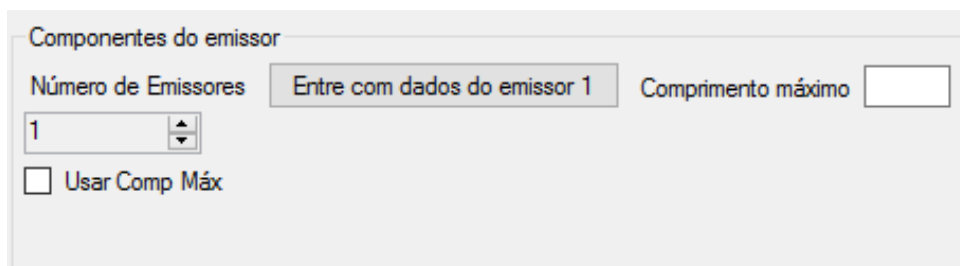 Componentes do emissor
Número de Emissores
Entre com dados do emissor 1
Comprimento máximo
1
Usar Comp Máx